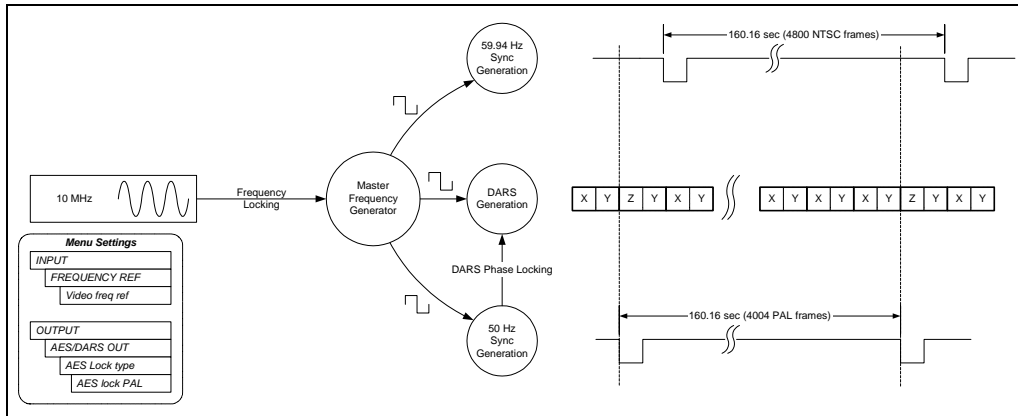 59.94 Hz
Sync
Generation
160.16 sec (4800 NTSC frames)
10 MHz
Frequency
Locking
Master
Frequency
Generator
DARS
Generation
X Y Z Y X Y
X Y X Y X Y Z Y X Y
DARS Phase Locking
50 Hz
Sync
Generation
160.16 sec (4004 PAL frames)
Menu Settings
INPUT
FREQUENCY REF
Video freq ref
OUTPUT
AES/DARS OUT
AES Lock type
AES lock PAL